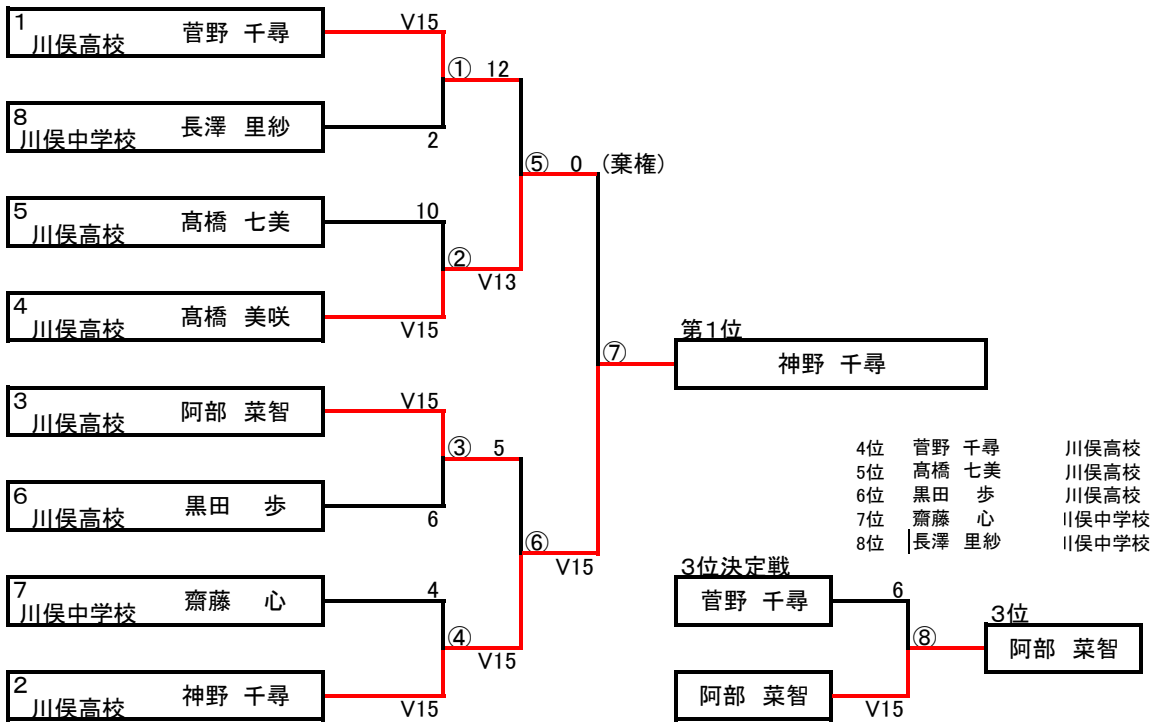 1 川俣高校 菅野 千尋 V15
① 12
8 川俣中学校 長澤 里紗 2
⑤ 0 (棄権)
5 川俣高校 髙橋 七美 10
② V13
4 川俣高校 髙橋 美咲 V15
第1位
⑦ 神野 千尋
3 川俣高校 阿部 菜智 V15
③ 5
6 川俣高校 黒田 歩 6
⑥ V15
7 川俣中学校 齋藤 心 4
④ V15
2 川俣高校 神野 千尋 V15
4位 菅野 千尋 川俣高校
5位 髙橋 七美 川俣高校
6位 黒田 歩 川俣高校
7位 齋藤 心 川俣中学校
8位 長澤 里紗 川俣中学校
3位決定戦
菅野 千尋 6
3位
⑧ 阿部 菜智
阿部 菜智 V15